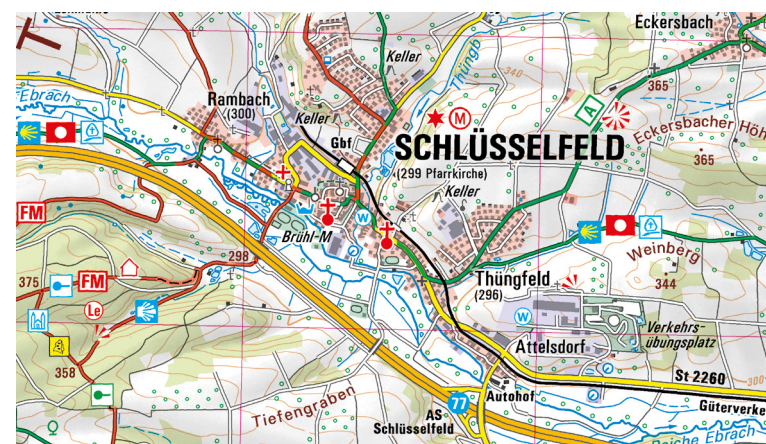 Eckersbach
Keller
Thüngb
340
365
A
Rambach
(300)
Ebrach
Keller
M
Gbf
SCHLÜSSELFELD
(299 Pfarrkirche)
Eckersbacher Höh
365
Keller
W
FM
Brühl-M
298
Weinberg
344
375
FM
Thüngfeld
(296)
Le
W
Verkehrs-
übungsplatz
Attelsdorf
358
St 2260
300
77
Autohof
Güterverke
Tiefengraben
AS
Schlüsselfeld
Reiche Ebrach